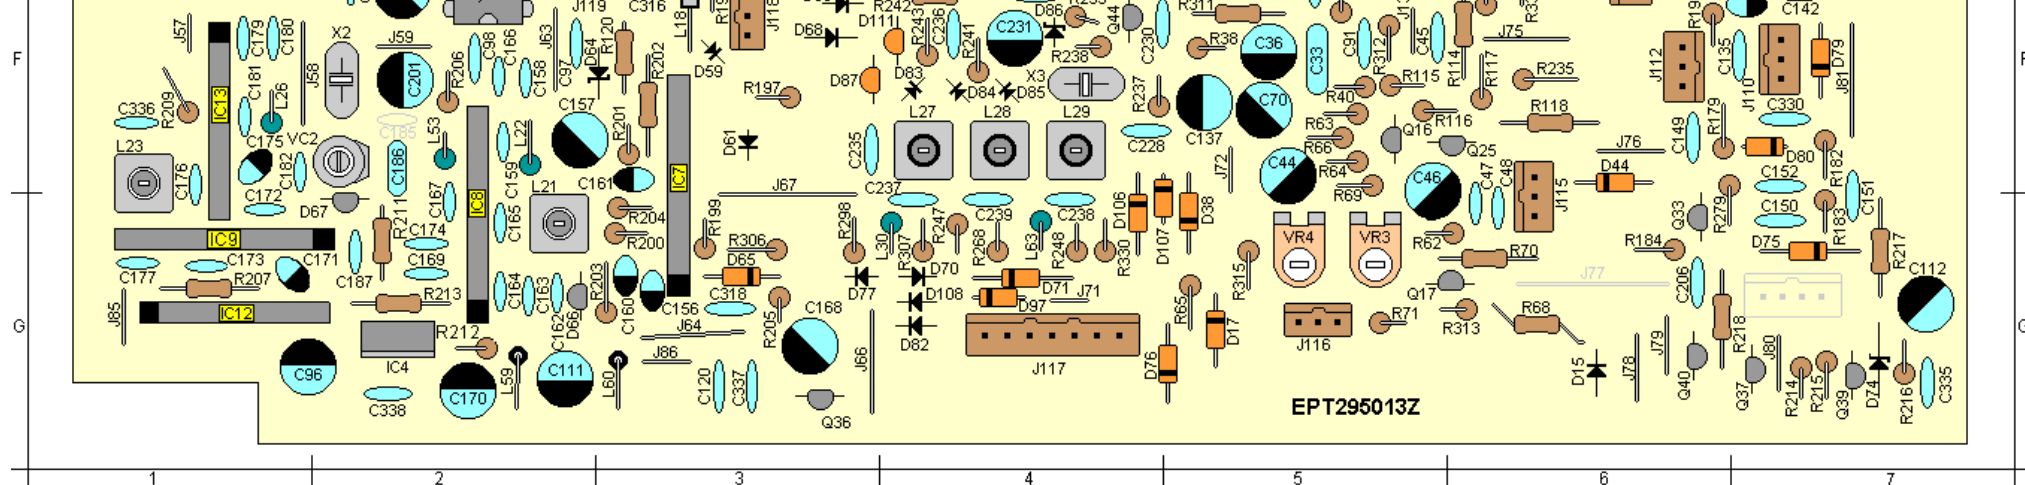 J119
C316
L18
J118
D68
D111
R242
R243
C236
D86
Q44
R311
C142
J57
C179
C180
X2
J59
C98
C166
J63
D64
R120
R202
D59
R241
C231
R238
C230
R38
C36
C33
C91
R312
C45
R114
J75
R117
J112
C35
D79
F
C201
R206
C158
C97
D87
D83
D84
D85
X3
R237
R115
R235
J110
J81
IC13
C181
L26
J58
C336
R209
C157
R197
L27
L28
L29
C137
C70
R40
R63
R116
R118
R179
C330
C185
L53
L22
R201
D61
C235
C228
R66
Q16
Q25
J76
C149
D80
R182
L23
C175
VC2
C182
C176
C186
C159
C161
IC7
J72
C44
R64
R69
C46
C47
C48
D44
C152
C151
C172
D67
C167
IC8
L21
J67
C237
C239
C238
D106
D107
D38
J115
Q33
R279
C150
R183
IC9
R211
C174
C165
R204
R200
R199
R306
R298
L30
R307
R247
R268
L63
R248
R330
VR4
VR3
R62
R184
D75
R217
C177
C173
C171
C187
C169
D65
D70
D71
R315
R70
J77
C206
C112
R207
R213
C164
C163
R203
C160
C156
C318
C168
D77
D108
D97
J71
R65
Q17
R68
G
J85
IC12
R212
C162
D66
J64
R205
D82
D17
J116
R71
R313
R218
IC4
L59
L60
J86
J66
J117
D76
D15
J78
J79
Q40
J80
Q37
C96
C170
C111
C120
C337
R214
R215
Q39
D74
R216
C335
C338
Q36
EPT295013Z
1
2
3
4
5
6
7